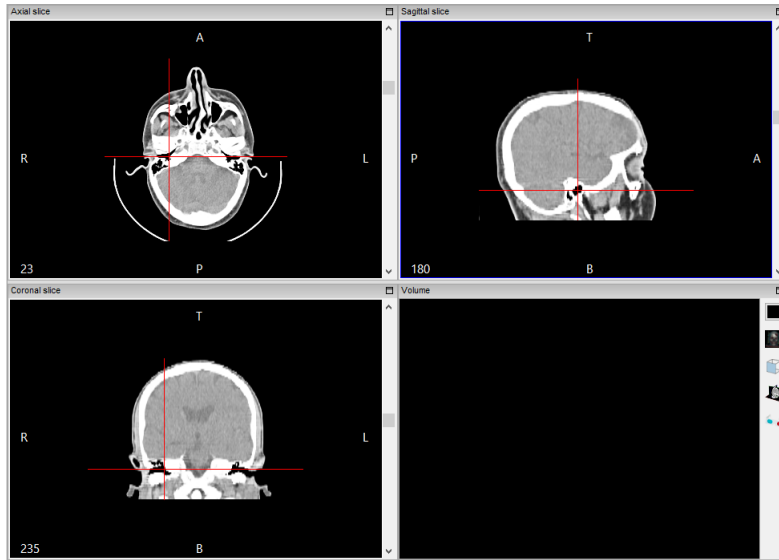 Axial slice
A
R
L
23
P
Sagittal slice
T
P
A
180
B
Coronal slice
T
R
L
235
B
Volume